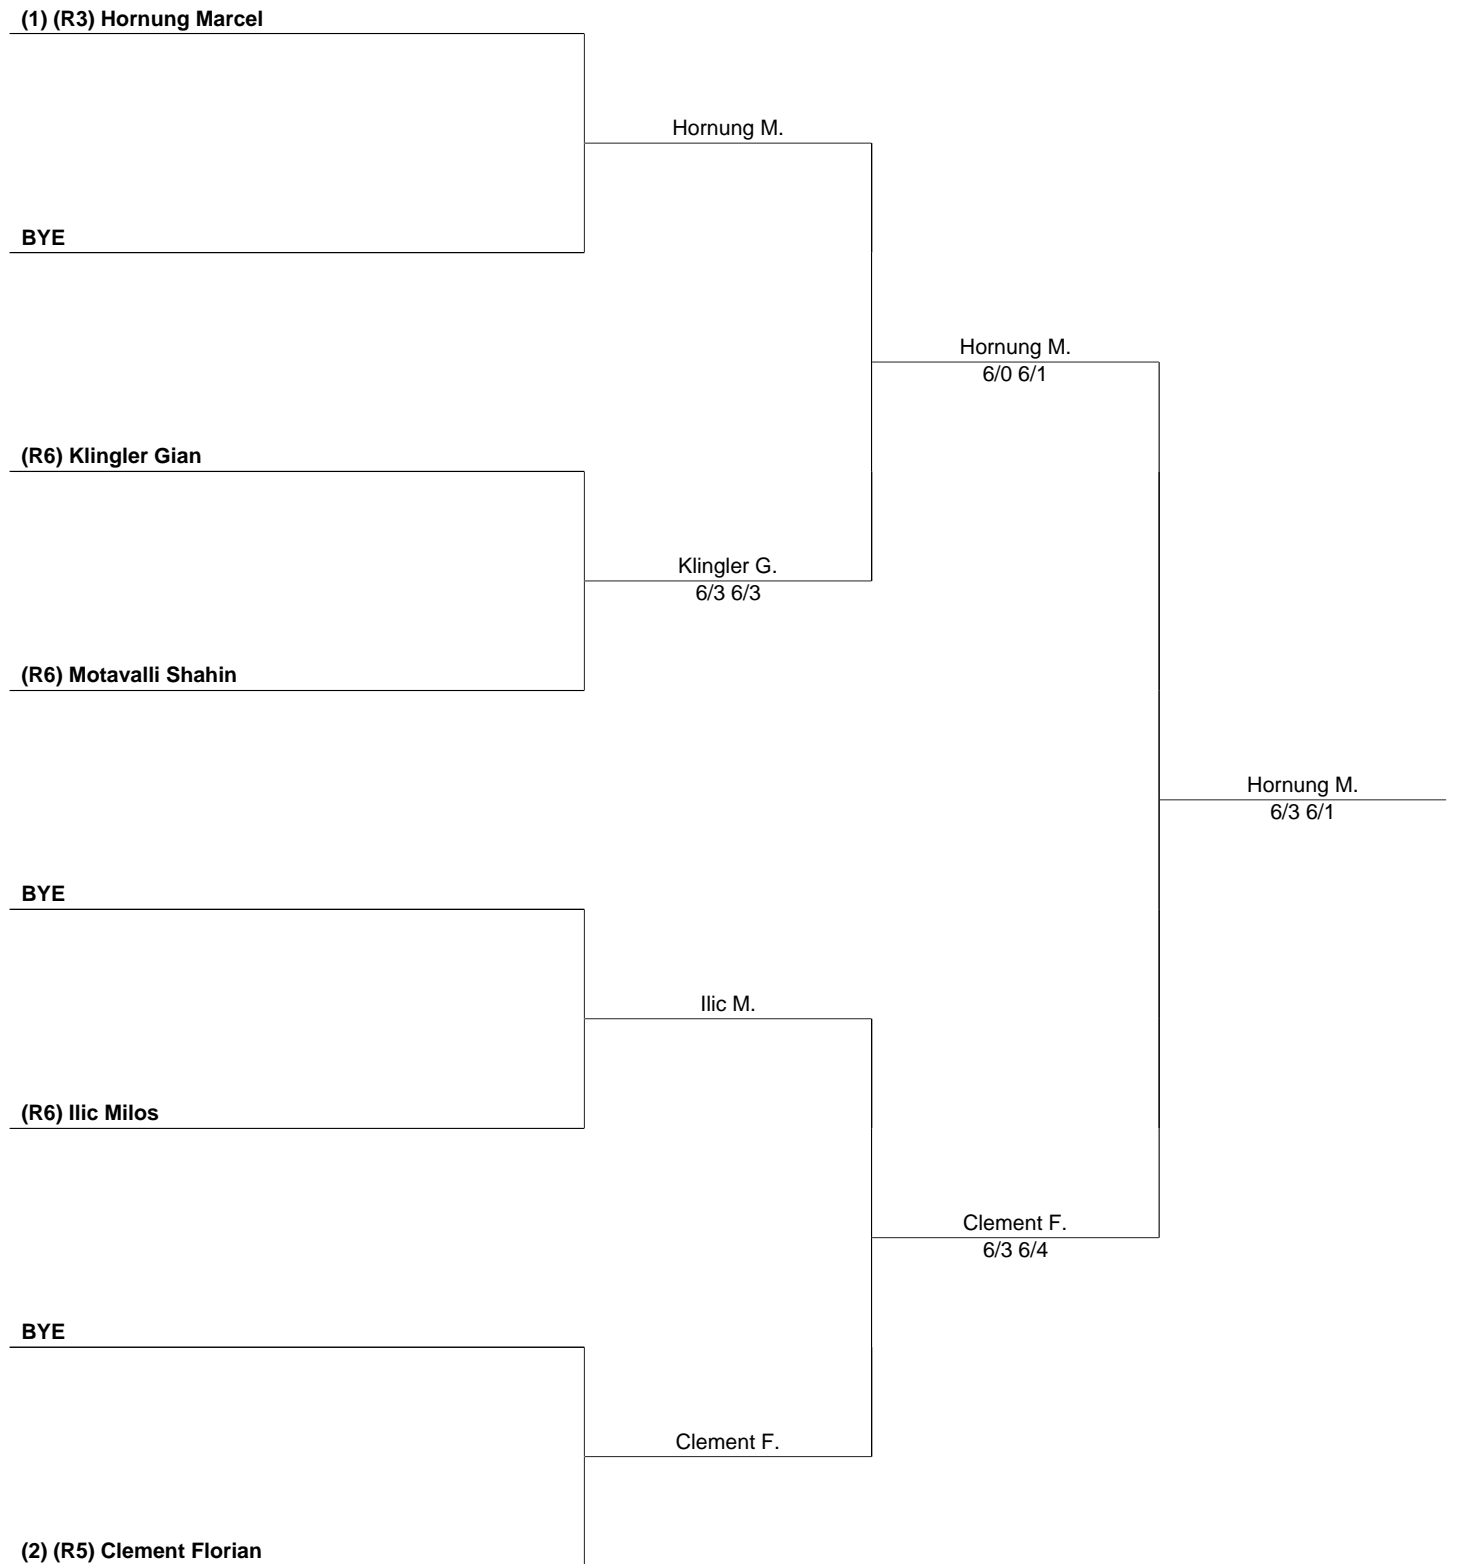 (1) (R3) Hornung Marcel
Hornung M.
BYE
Hornung M.
6/0 6/1
(R6) Klingler Gian
Klingler G.
6/3 6/3
(R6) Motavalli Shahin
Hornung M.
6/3 6/1
BYE
Ilic M.
(R6) Ilic Milos
Clement F.
6/3 6/4
BYE
Clement F.
(2) (R5) Clement Florian